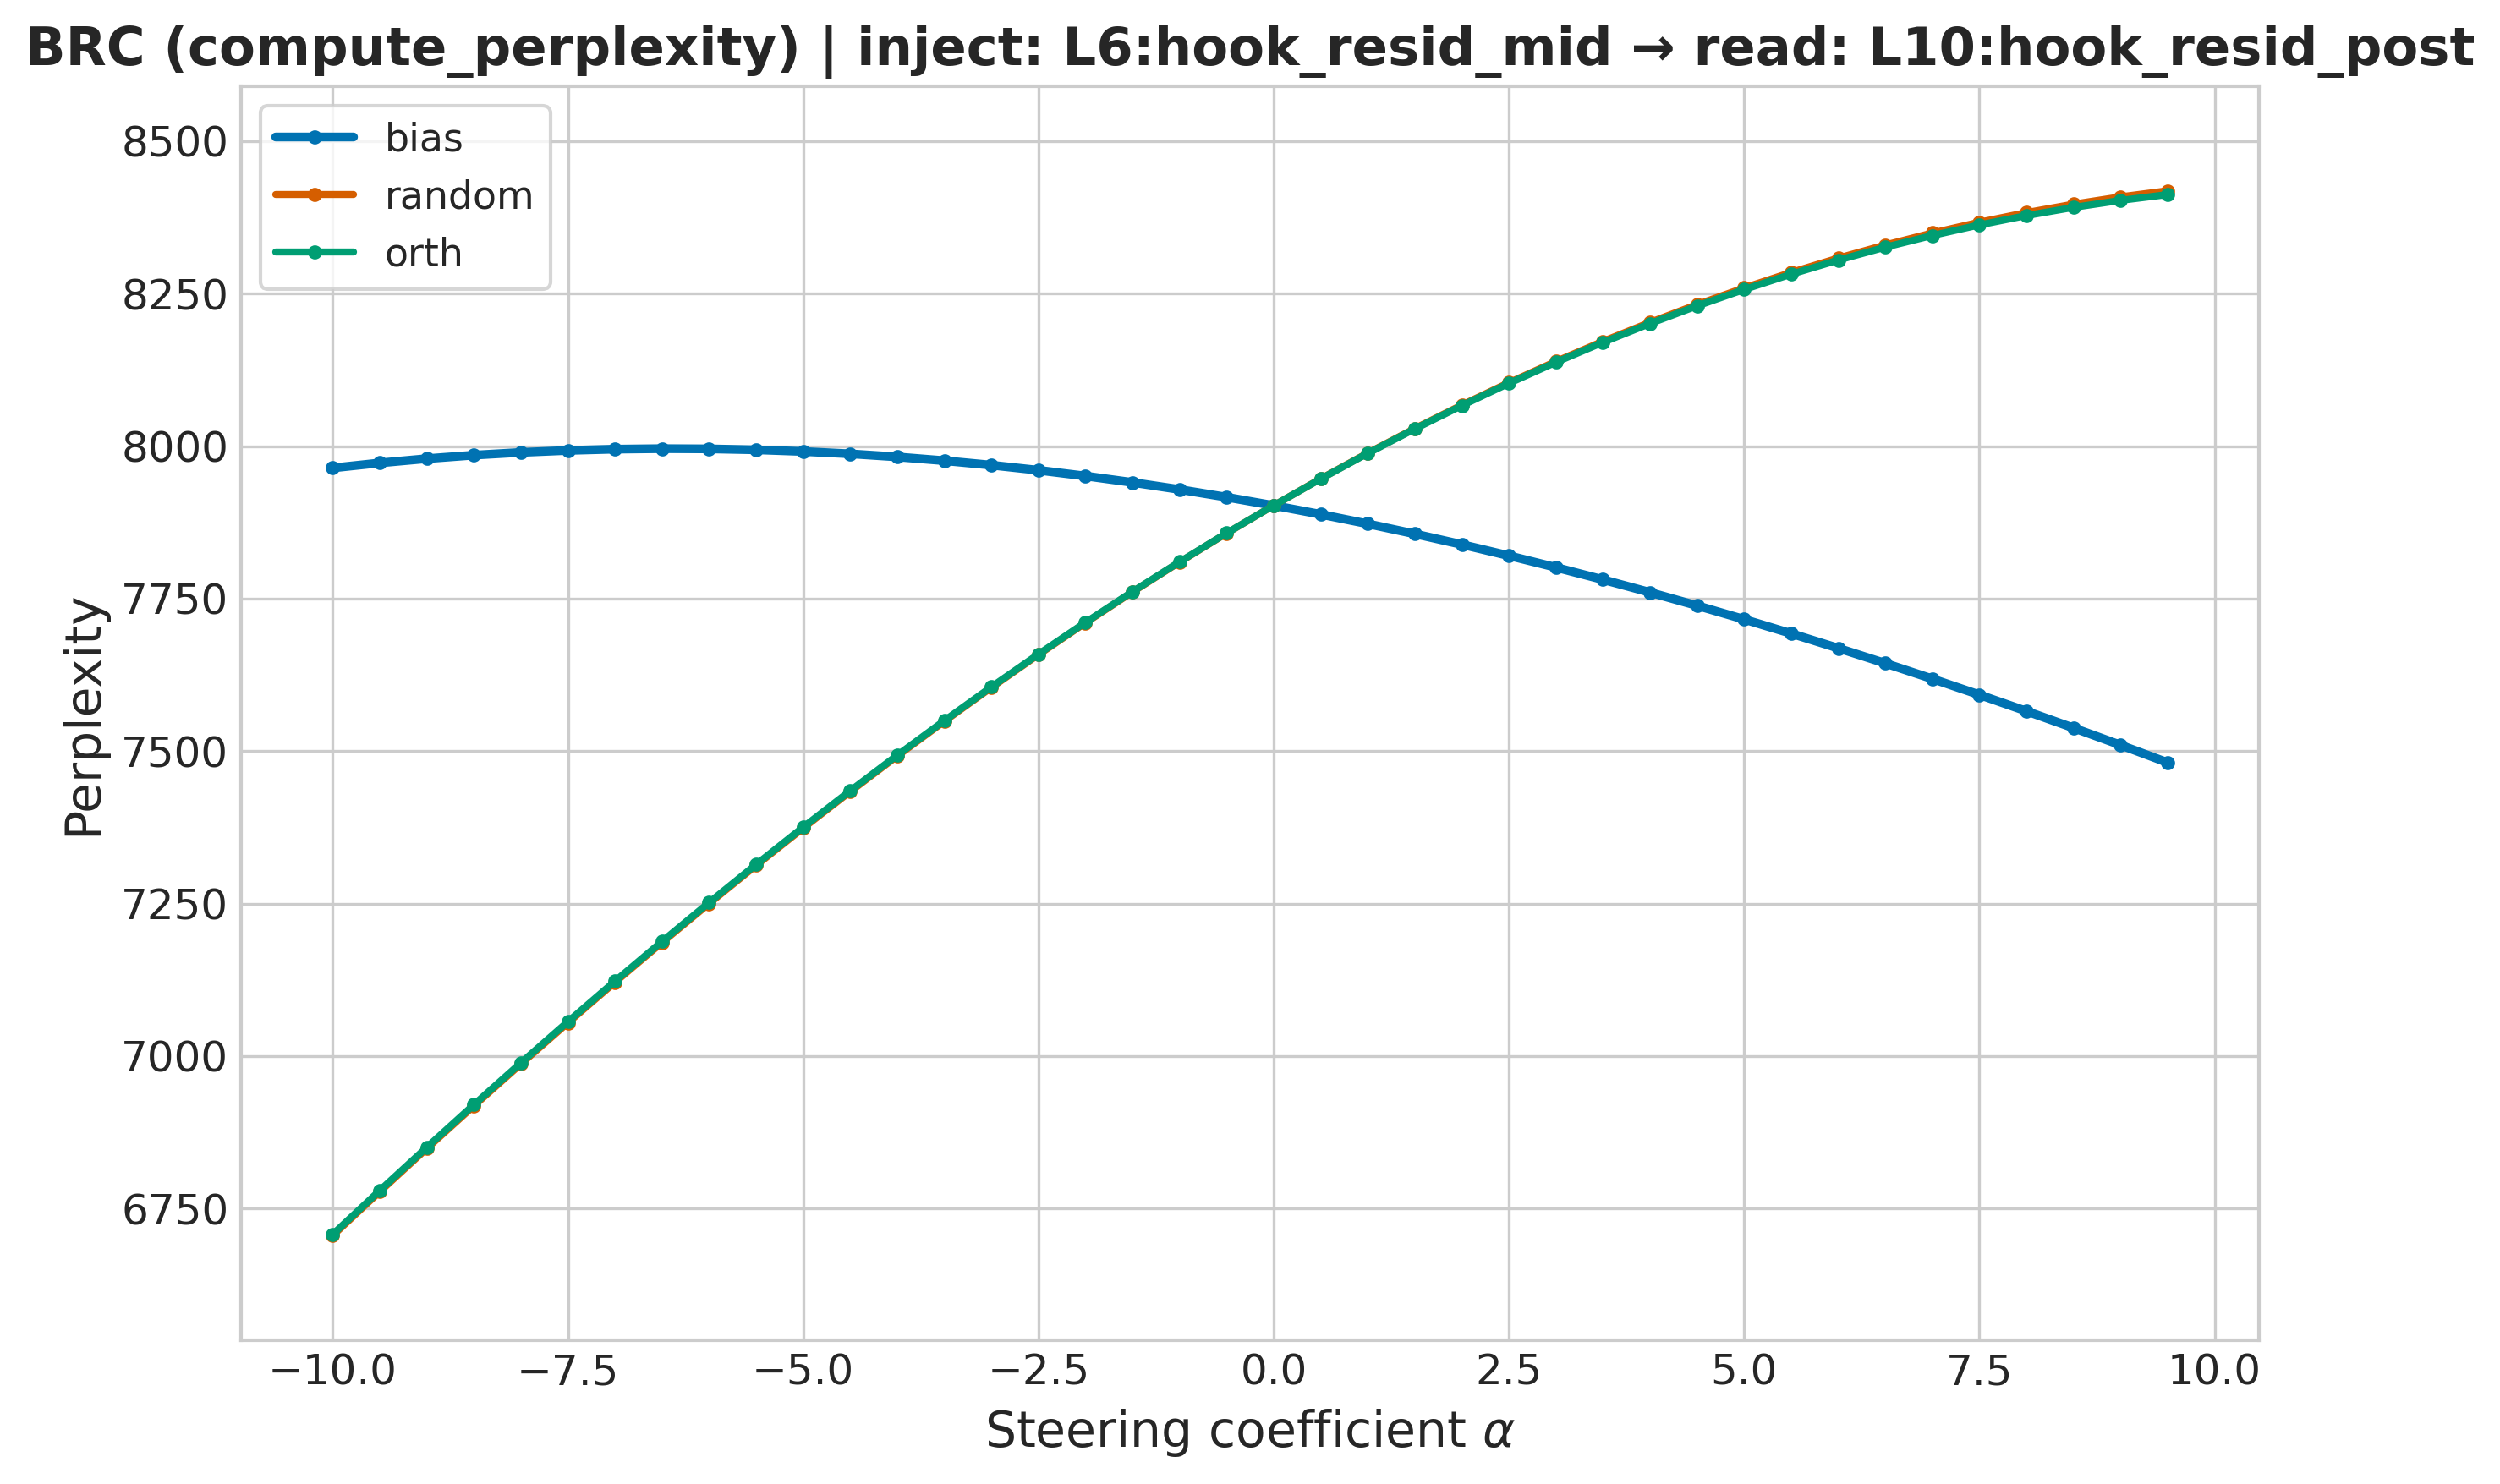 BRC (compute_perplexity) | inject: L6:hook_resid_mid → read: L10:hook_resid_post
bias
random
orth
8500
8250
8000
7750
7500
7250
7000
6750
Perplexity
−10.0 −7.5 −5.0 −2.5 0.0 2.5 5.0 7.5 10.0
Steering coefficient α